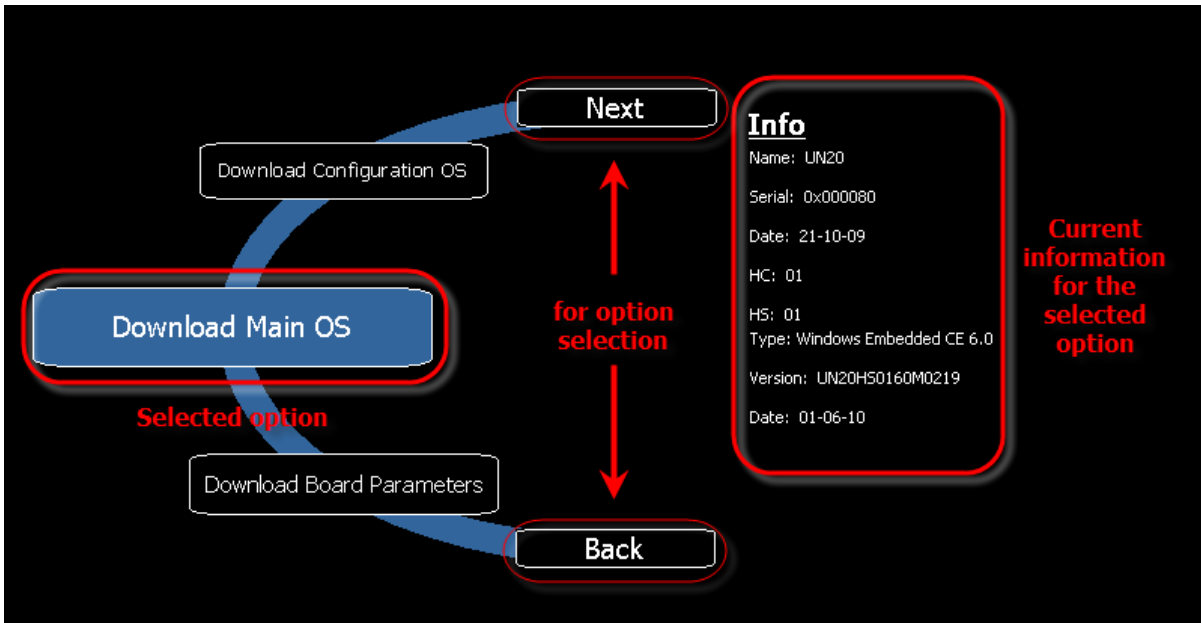 Next
Download Configuration OS
Download Main OS
Selected option
Download Board Parameters
Back
for option
selection
Info
Name: UN20
Serial: 0x000080
Date: 21-10-09
HC: 01
HS: 01
Type: Windows Embedded CE 6.0
Version: UN20HS0160M0219
Date: 01-06-10
Current
information
for the
selected
option